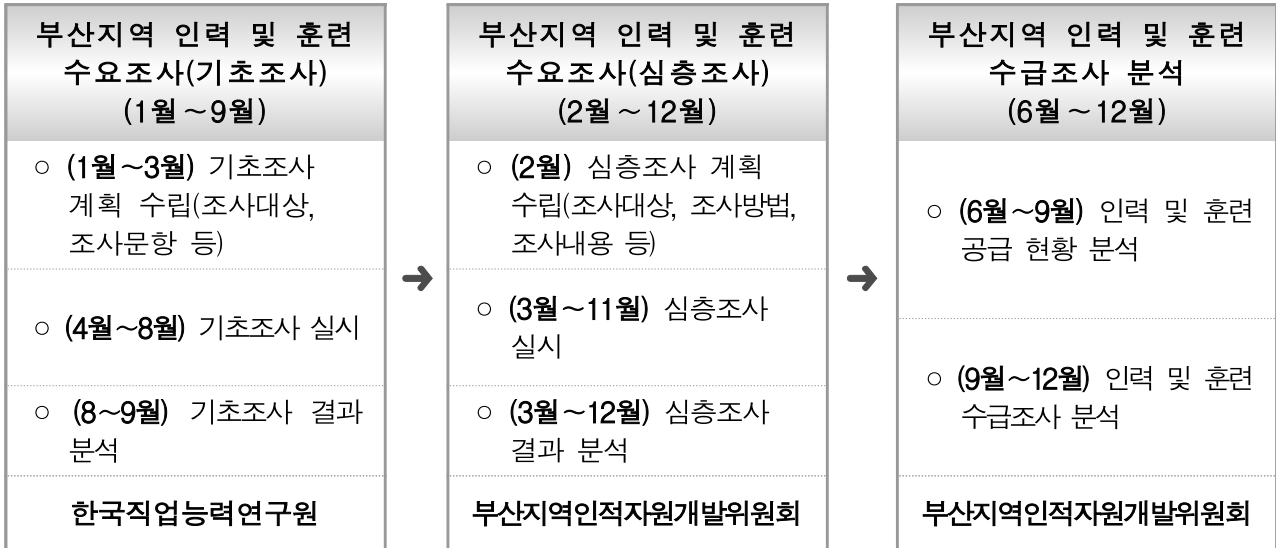 부산지역 인력 및 훈련
수요조사(기초조사)
(1월～9월)
○ (1월～3월) 기초조사
계획 수립(조사대상,
조사문항 등)
○ (4월～8월) 기초조사 실시
○ (8～9월) 기초조사 결과
분석
한국직업능력연구원
➜
부산지역 인력 및 훈련
수요조사(심층조사)
(2월～12월)
○ (2월) 심층조사 계획
수립(조사대상, 조사방법,
조사내용 등)
○ (3월～11월) 심층조사
실시
○ (3월～12월) 심층조사
결과 분석
부산지역인적자원개발위원회
➜
부산지역 인력 및 훈련
수급조사 분석
(6월～12월)
○ (6월～9월) 인력 및 훈련
공급 현황 분석
○ (9월～12월) 인력 및 훈련
수급조사 분석
부산지역인적자원개발위원회